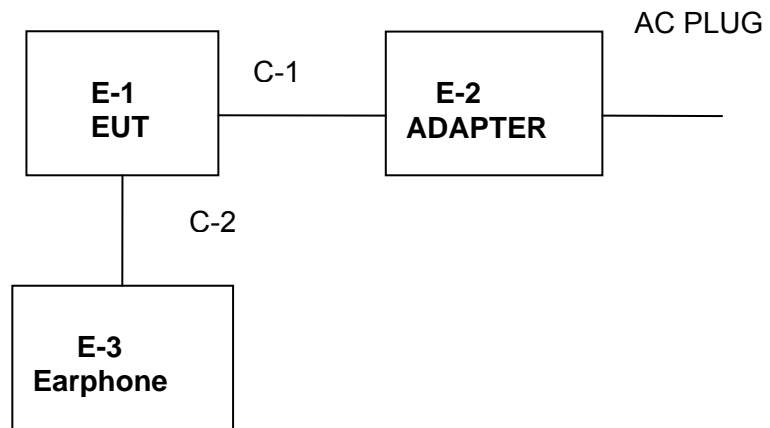 AC PLUG
C-1
E-1
EUT
E-2
ADAPTER
C-2
E-3
Earphone